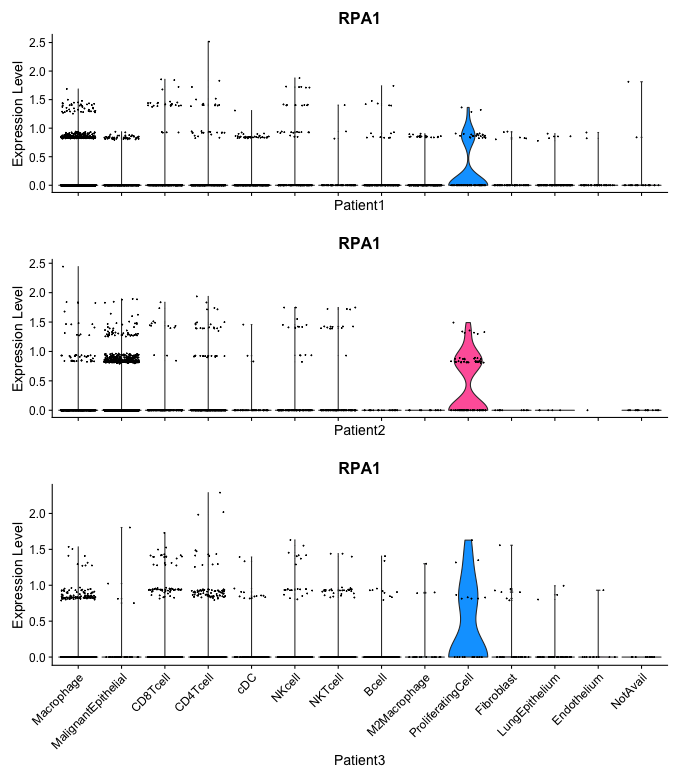 RPA1
Expression Level
2.5
2.0
1.5
1.0
0.5
0.0
Patient1
RPA1
Expression Level
2.5
2.0
1.5
1.0
0.5
0.0
Patient2
RPA1
Expression Level
2.0
1.5
1.0
0.5
0.0
Macrophage
MalignantEpithelial
CD8Tcell
CD4Tcell
cDC
NKcell
NKTcell
Bcell
M2Macrophage
ProliferatingCell
Fibroblast
LungEpithelium
Endothelium
NotAvail
Patient3